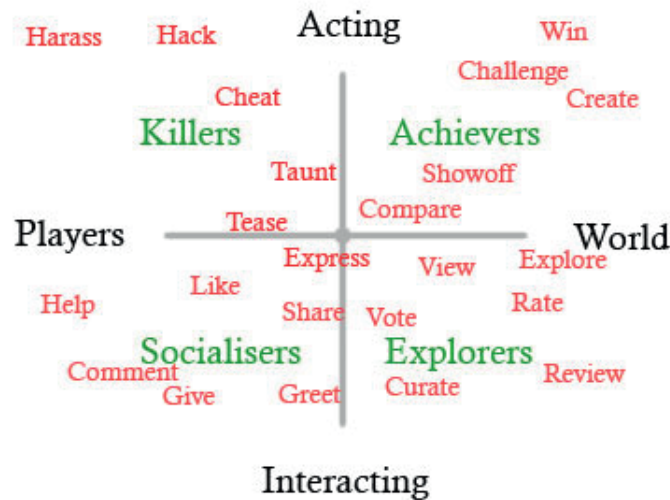 Acting
Harass
Hack
Win
Challenge
Cheat
Create
Killers
Achievers
Taunt
Showoff
Compare
Tease
Players
World
Express
View
Explore
Like
Help
Share
Vote
Rate
Socialisers
Explorers
Comment
Review
Give
Greet
Curate
Interacting